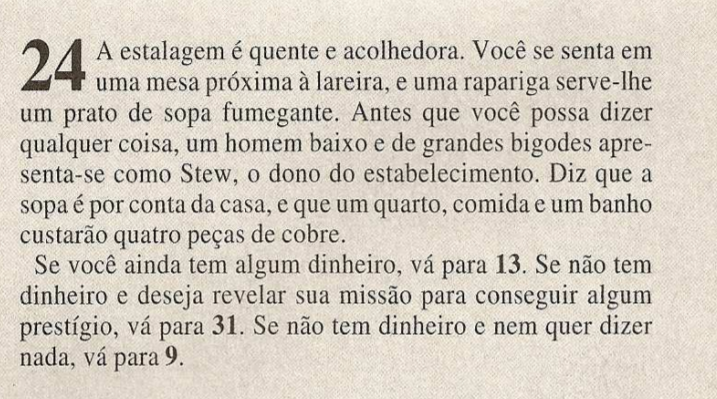 24 A estalagem é quente e acolhedora. Você se senta em
uma mesa próxima à lareira, e uma rapariga serve-lhe
um prato de sopa fumegante. Antes que você possa dizer
qualquer coisa, um homem baixo e de grandes bigodes apre-
senta-se como Stew, o dono do estabelecimento. Diz que a
sopa é por conta da casa, e que um quarto, comida e um banho
custarão quatro peças de cobre.
Se você ainda tem algum dinheiro, vá para 13. Se não tem
dinheiro e deseja revelar sua missão para conseguir algum
prestígio, vá para 31. Se não tem dinheiro e nem quer dizer
nada, vá para 9.